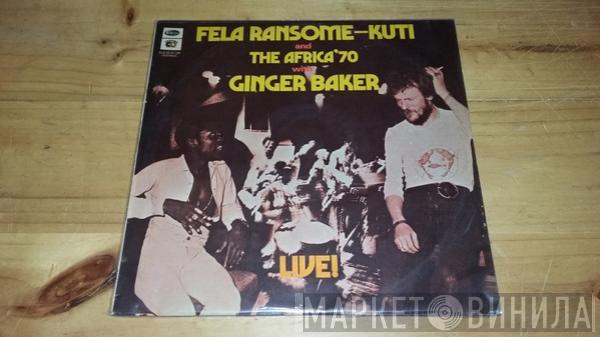 FELA RANSOME-KUTI
and
THE AFRICA '70
with
GINGER BAKER
LIVE!
МАРКЕТ ВИНИЛА